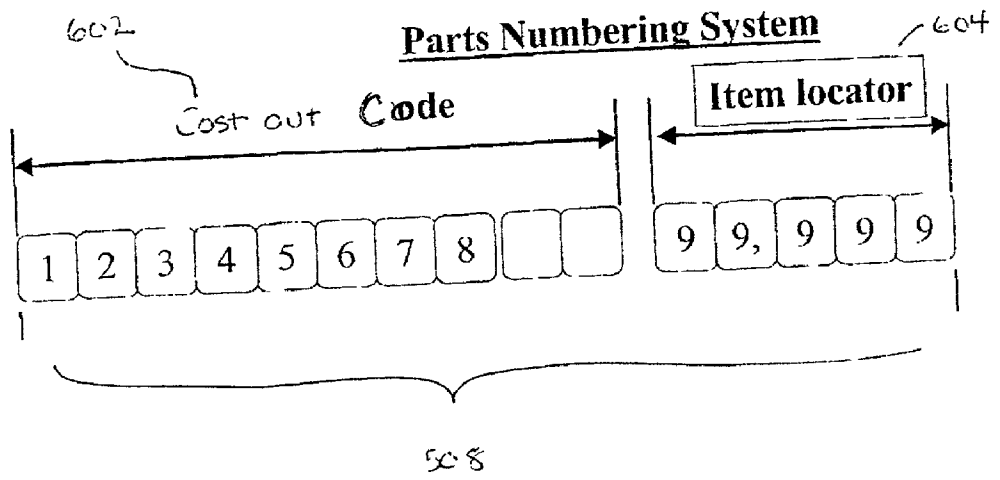 602
Parts Numbering System
604
Cost out Code
Item locator
1 2 3 4 5 6 7 8 9 9, 9 9 9
508